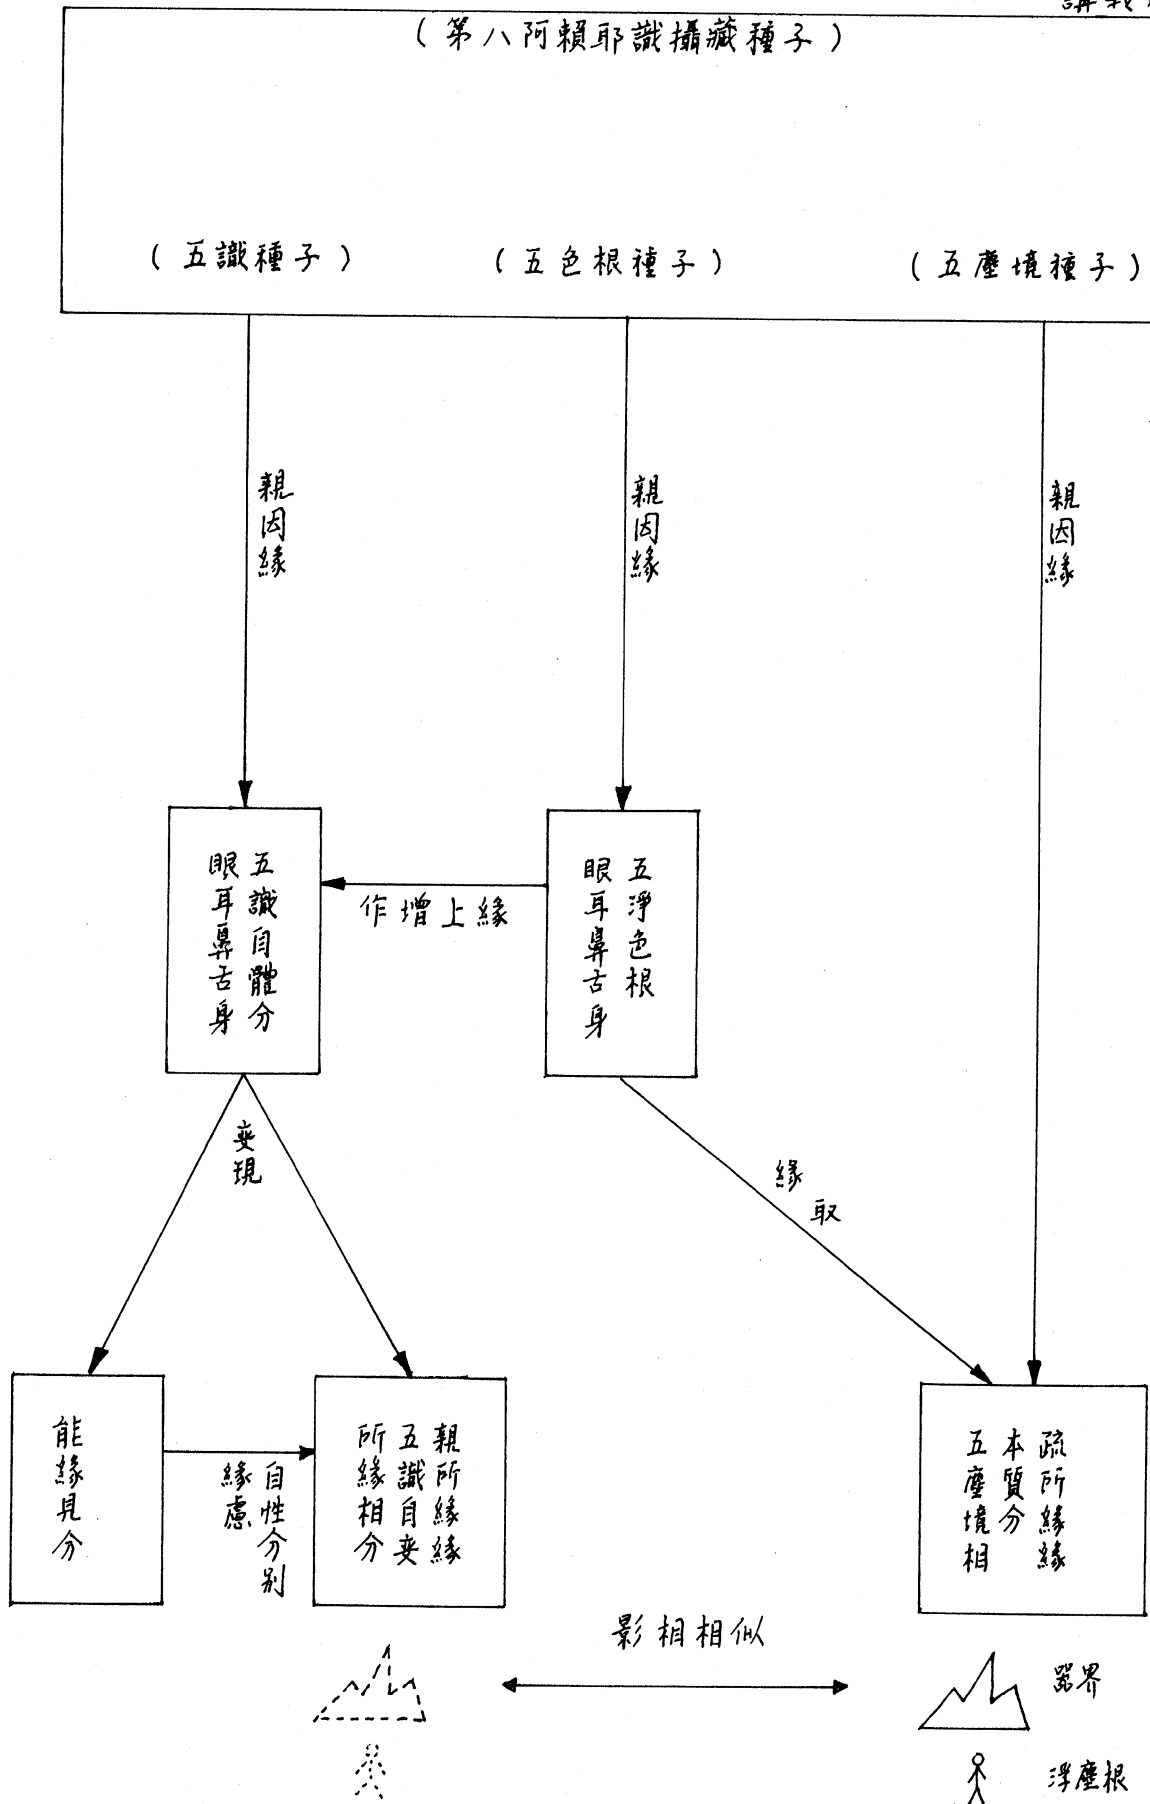 (第八阿賴耶識攝藏種子)
(五識種子)
(五色根種子)
(五塵境種子)
親因緣
親因緣
親因緣
五識自體分
眼耳鼻舌身
作增上緣
五淨色根
眼耳鼻舌身
变現
緣取
能緣見分
自性分别
緣慮
親所緣緣
五識自变
所緣相分
疏所緣緣
本質分
五塵境相
影相相似
器界
浮塵根